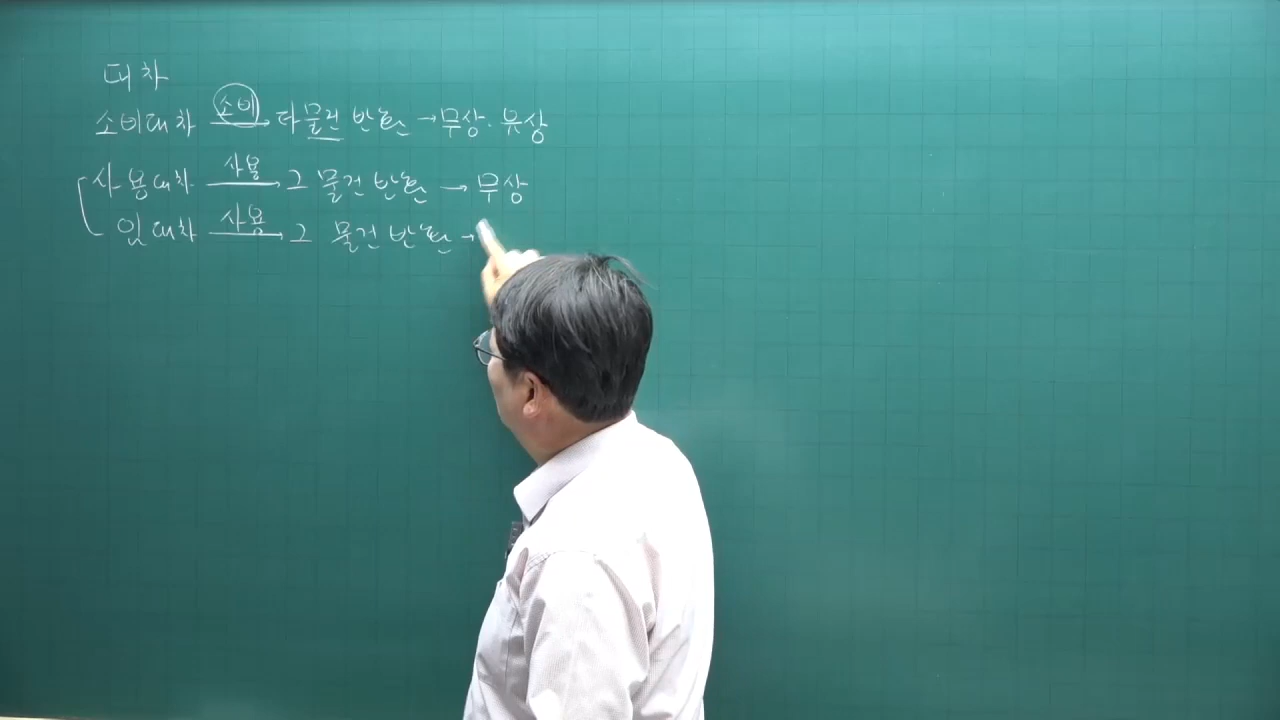 대차
소비대차 소비→ 타물건 반환 → 무상·유상
사용대차 사용→ 그 물건 반환 → 무상
임대차 사용→ 그 물건 반환 →